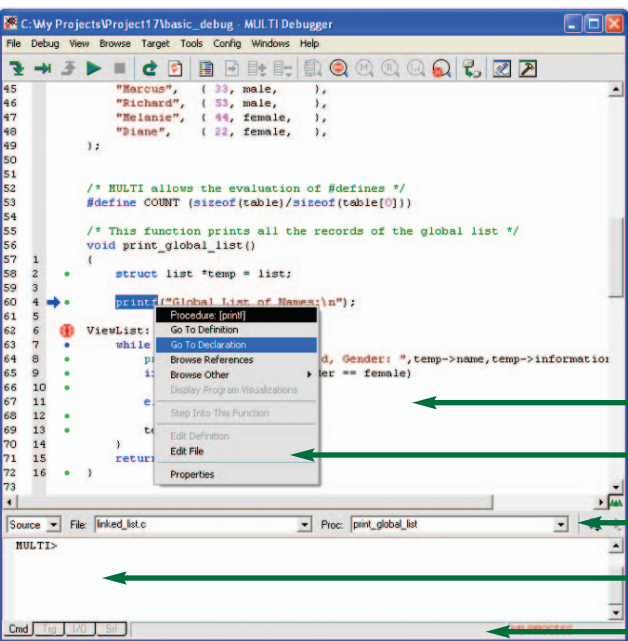 C:\My Projects\Project17\basic_debug - MULTI Debugger
File Debug View Browse Target Tools Config Windows Help
45 "Marcus", { 33, male, },
46 "Richard", { 53, male, },
47 "Melanie", { 44, female, },
48 "Diane", { 22, female, },
49 };
50
51
52 /* MULTI allows the evaluation of #defines */
53 #define COUNT (sizeof(table)/sizeof(table[0]))
54
55 /* This function prints all the records of the global list */
56 void print_global_list()
57 1 {
58 2 struct list *temp = list;
59 3
60 4 printf("Global List of Names:\n");
61 5
62 6 ViewList:
63 7 while
64 8 pr d, Gender: ",temp->name,temp->information
65 9 i der == female)
66 10
67 11 e
68 12
69 13 te
70 14 }
71 15 retur
72 16 }
73
Procedure: [printf]
Go To Definition
Go To Declaration
Browse References
Browse Other
Display Program Visualizations
Step Into This Function
Edit Definition
Edit File
Properties
Source File: linked_list.c Proc: print_global_list
MULTI>
Cmd Trg I/O Srl